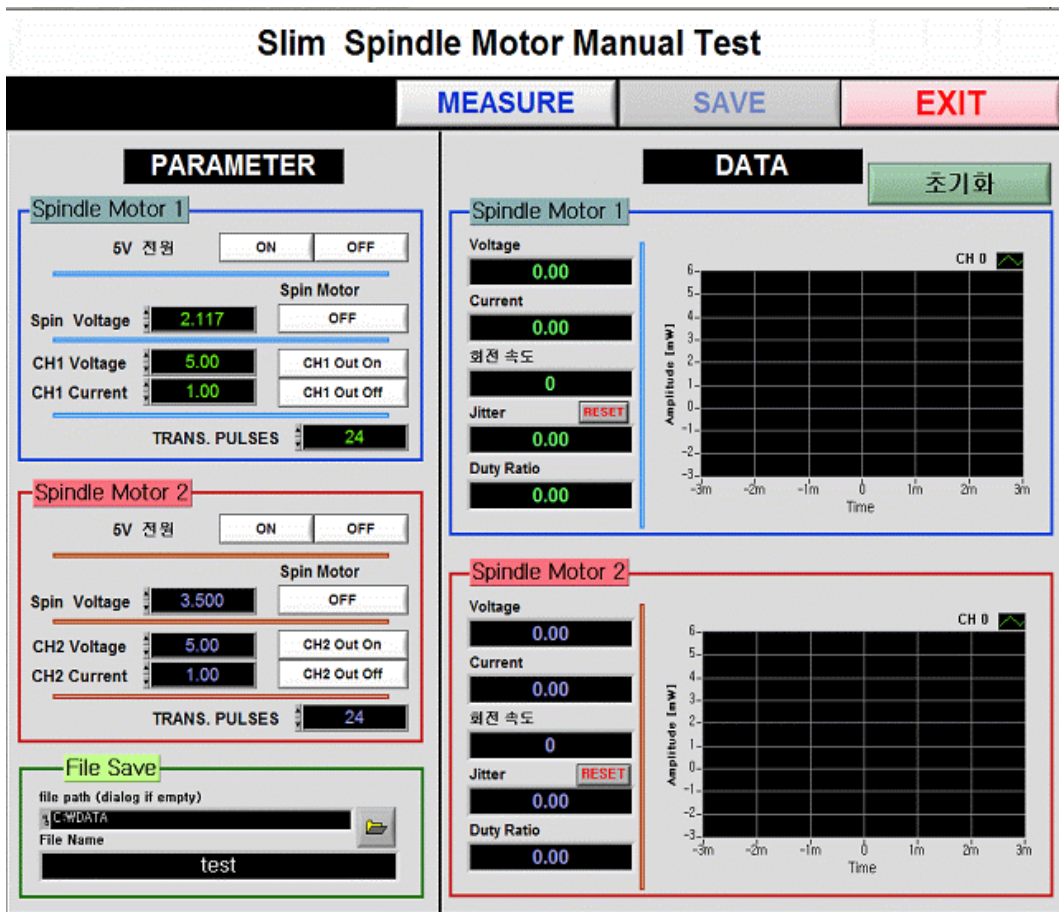 Slim Spindle Motor Manual Test
MEASURE SAVE EXIT
PARAMETER
Spindle Motor 1
5V 전원 ON OFF
Spin Motor
Spin Voltage 2.117 OFF
CH1 Voltage 5.00 CH1 Out On
CH1 Current 1.00 CH1 Out Off
TRANS. PULSES 24
Spindle Motor 2
5V 전원 ON OFF
Spin Motor
Spin Voltage 3.500 OFF
CH2 Voltage 5.00 CH2 Out On
CH2 Current 1.00 CH2 Out Off
TRANS. PULSES 24
File Save
file path (dialog if empty)
C:₩DATA
File Name
test
DATA
초기화
Spindle Motor 1
Voltage
0.00
Current
0.00
회전 속도
0
Jitter RESET
0.00
Duty Ratio
0.00
CH 0
Amplitude [mW]
6
5
4
3
2
1
0
-1
-2
-3
-3m -2m -1m 0 1m 2m 3m
Time
Spindle Motor 2
Voltage
0.00
Current
0.00
회전 속도
0
Jitter RESET
0.00
Duty Ratio
0.00
CH 0
Amplitude [mW]
6
5
4
3
2
1
0
-1
-2
-3
-3m -2m -1m 0 1m 2m 3m
Time